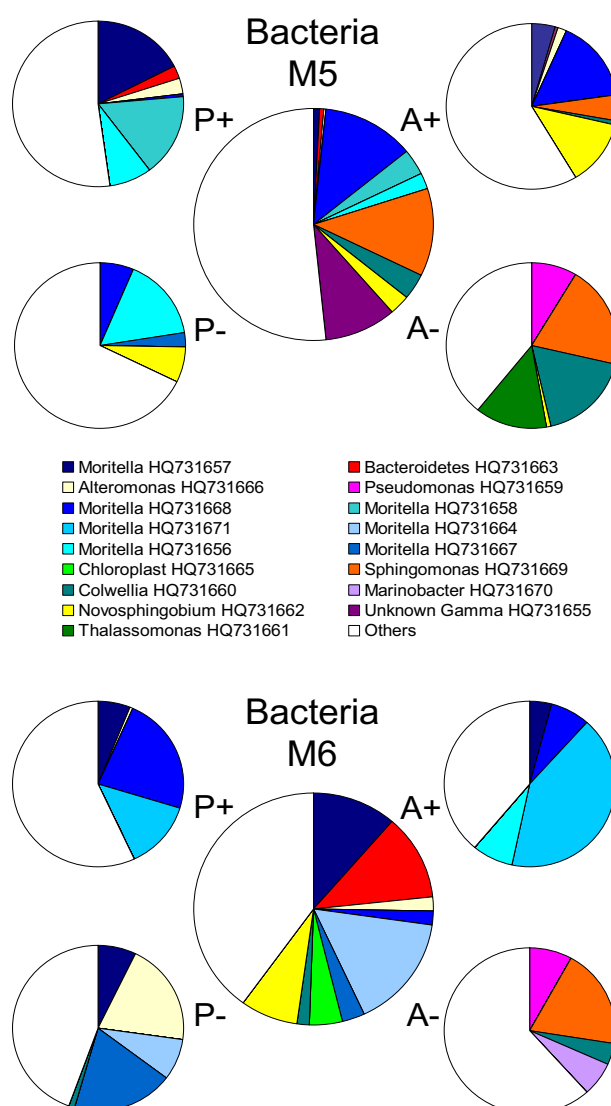 Bacteria
M5
P+
A+
P-
A-
Moritella HQ731657
Bacteroidetes HQ731663
Alteromonas HQ731666
Pseudomonas HQ731659
Moritella HQ731668
Moritella HQ731658
Moritella HQ731671
Moritella HQ731664
Moritella HQ731656
Moritella HQ731667
Chloroplast HQ731665
Sphingomonas HQ731669
Colwellia HQ731660
Marinobacter HQ731670
Novosphingobium HQ731662
Unknown Gamma HQ731655
Thalassomonas HQ731661
Others
Bacteria
M6
P+
A+
P-
A-